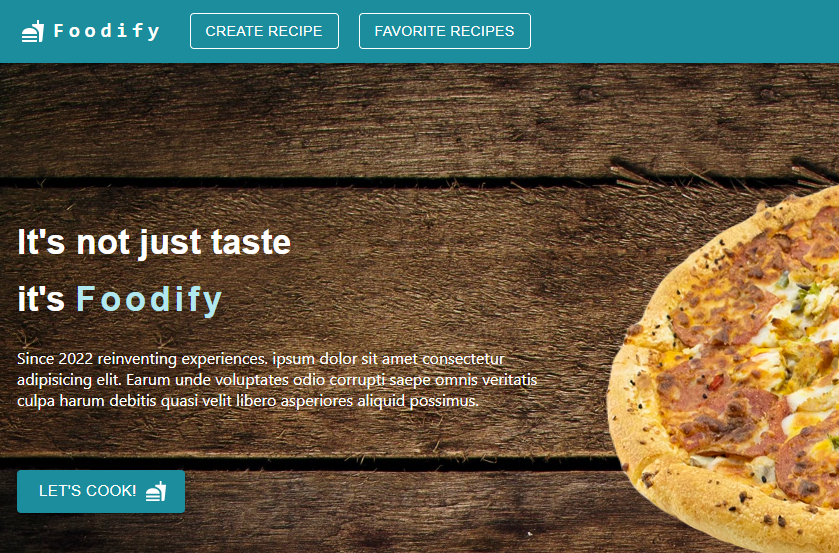 Foodify
CREATE RECIPE
FAVORITE RECIPES
It's not just taste
it's Foodify
Since 2022 reinventing experiences. ipsum dolor sit amet consectetur
adipisicing elit. Earum unde voluptates odio corrupti saepe omnis veritatis
culpa harum debitis quasi velit libero asperiores aliquid possimus.
LET'S COOK!